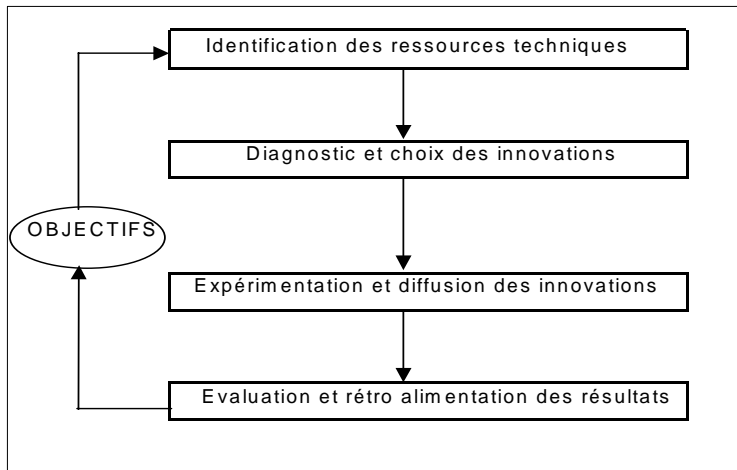 Identification des ressources techniques
Diagnostic et choix des innovations
OBJECTIFS
Expérimentation et diffusion des innovations
Evaluation et rétro alimentation des résultats